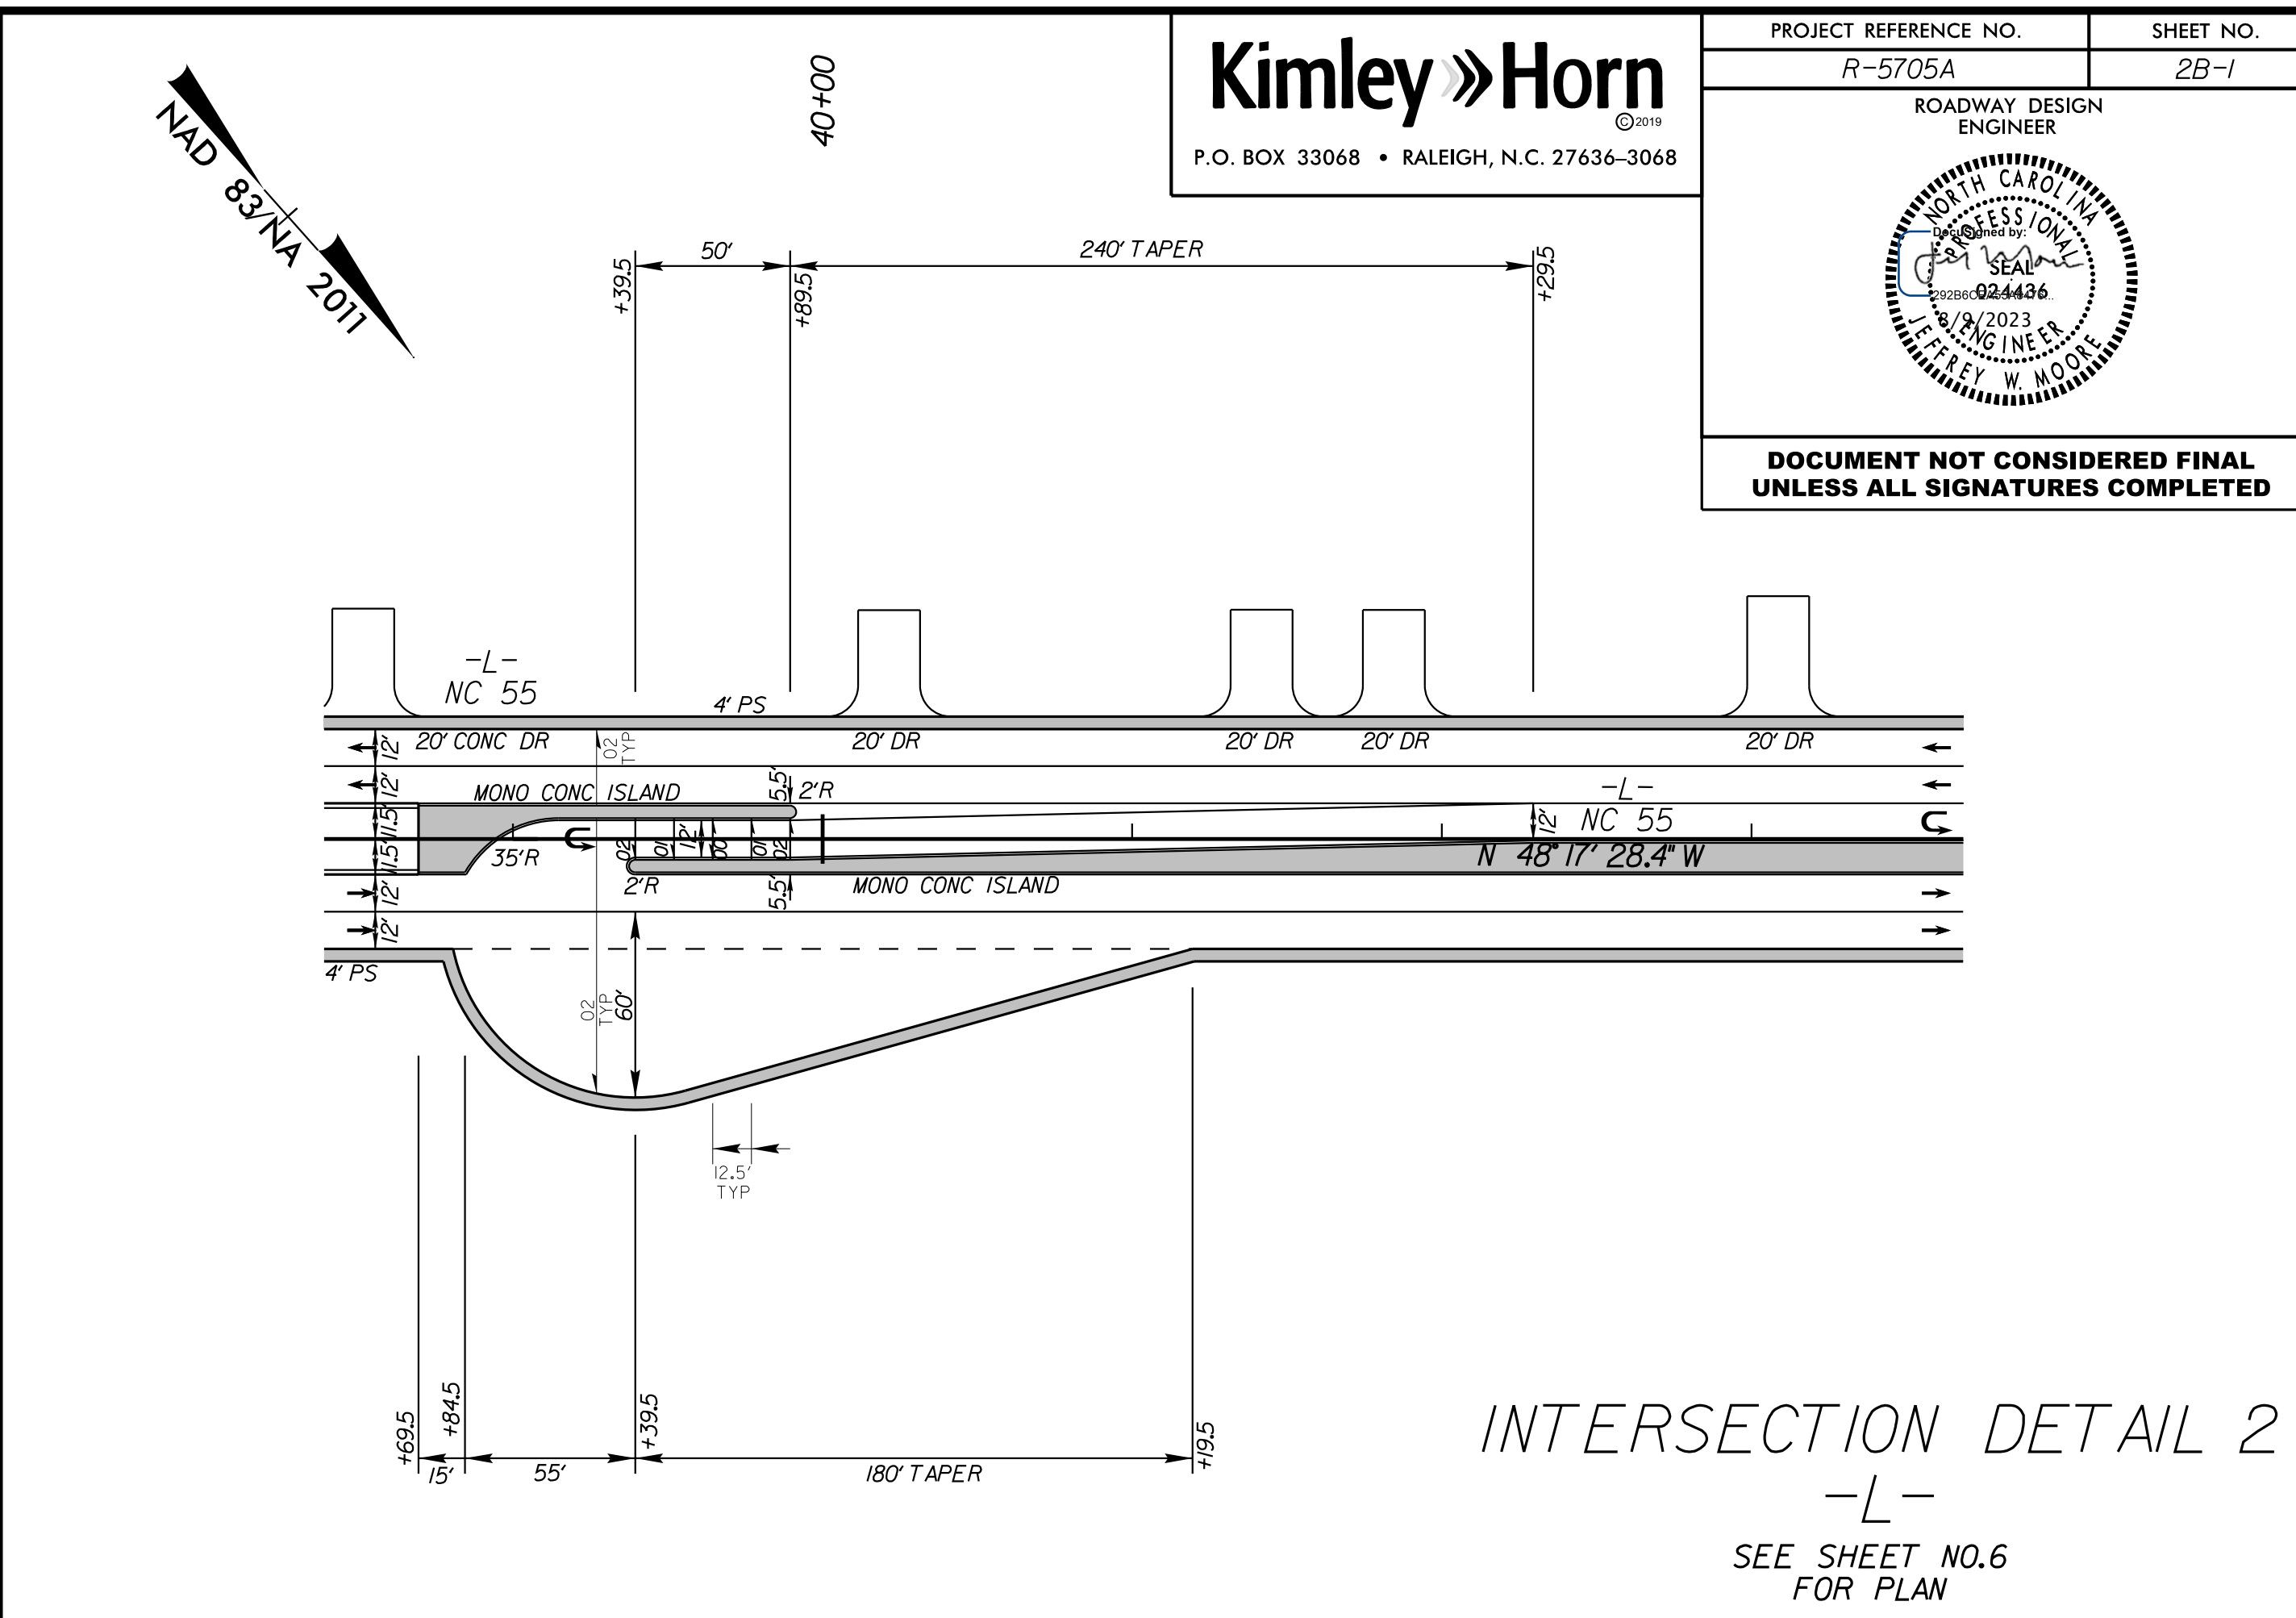 Kimley Horn
© 2019
P.O. BOX 33068 • RALEIGH, N.C. 27636–3068
PROJECT REFERENCE NO.
SHEET NO.
R-5705A
2B-1
ROADWAY DESIGN
ENGINEER
NORTH CAROLINA
PROFESSIONAL
DocuSigned by:
SEAL
024436
8/9/2023
ENGINEER
JEFFREY W. MOORE
DOCUMENT NOT CONSIDERED FINAL
UNLESS ALL SIGNATURES COMPLETED
NAD 83/NA 2011
40+00
50'
240' TAPER
+39.5
+89.5
+29.5
-L-
NC 55
4' PS
20' CONC DR
20' DR
20' DR
20' DR
20' DR
12'
12'
11.5'
11.5'
12'
12'
02
TYP
MONO CONC ISLAND
5.5'
2'R
-L-
NC 55
12'
35'R
02
01
12'
00
01
02
N 48° 17' 28.4" W
2'R
5.5'
MONO CONC ISLAND
4' PS
02
TYP
60'
12.5'
TYP
+69.5
+84.5
+39.5
+19.5
15'
55'
180' TAPER
INTERSECTION DETAIL 2
-L-
SEE SHEET NO.6
FOR PLAN